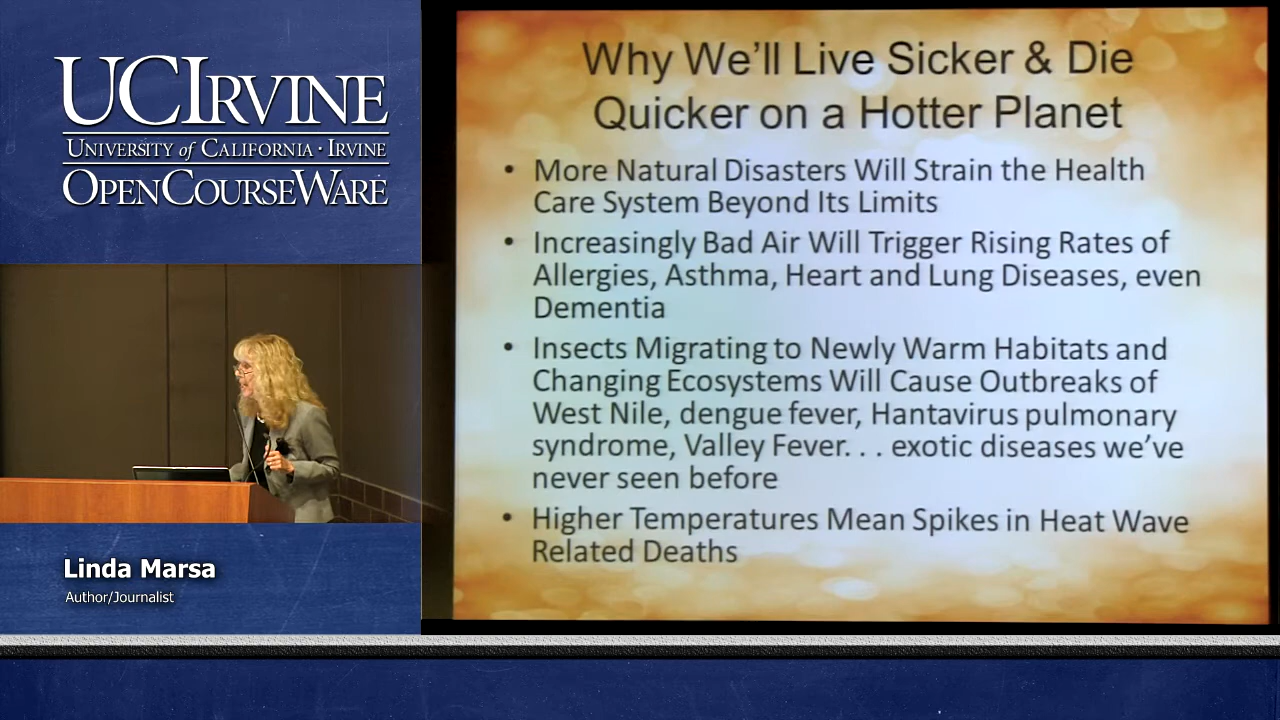 UCIRVINE
UNIVERSITY of CALIFORNIA · IRVINE
OPENCOURSEWARE
Linda Marsa
Author/Journalist
Why We'll Live Sicker & Die
Quicker on a Hotter Planet
• More Natural Disasters Will Strain the Health
Care System Beyond Its Limits
• Increasingly Bad Air Will Trigger Rising Rates of
Allergies, Asthma, Heart and Lung Diseases, even
Dementia
• Insects Migrating to Newly Warm Habitats and
Changing Ecosystems Will Cause Outbreaks of
West Nile, dengue fever, Hantavirus pulmonary
syndrome, Valley Fever. . . exotic diseases we've
never seen before
• Higher Temperatures Mean Spikes in Heat Wave
Related Deaths